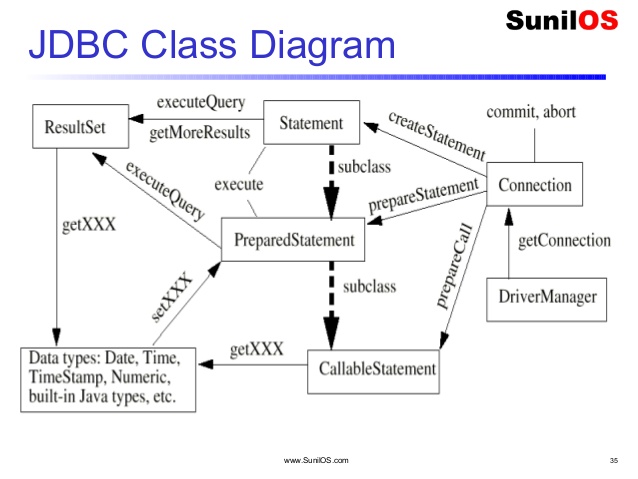 SunilOS
JDBC Class Diagram
executeQuery
commit, abort
ResultSet
getMoreResults
Statement
createStatement
subclass
executeQuery
execute
prepareStatement
Connection
getXXX
PreparedStatement
getConnection
prepareCall
setXXX
subclass
DriverManager
getXXX
Data types: Date, Time,
TimeStamp, Numeric,
built-in Java types, etc.
CallableStatement
www.SunilOS.com
35